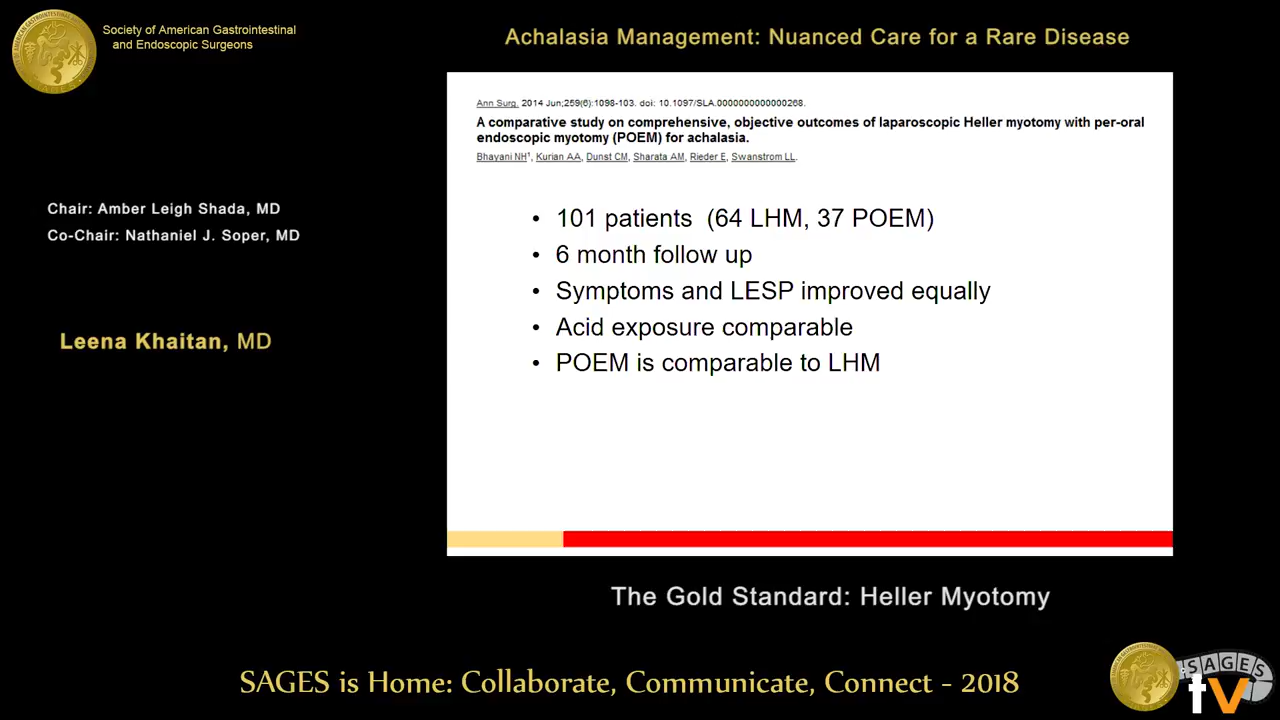 Society of American Gastrointestinal
and Endoscopic Surgeons
Achalasia Management: Nuanced Care for a Rare Disease
Chair: Amber Leigh Shada, MD
Co-Chair: Nathaniel J. Soper, MD
Leena Khaitan, MD
Ann Surg. 2014 Jun;259(6):1098-103. doi: 10.1097/SLA.0000000000000268.
A comparative study on comprehensive, objective outcomes of laparoscopic Heller myotomy with per-oral
endoscopic myotomy (POEM) for achalasia.
Bhayani NH1, Kurian AA, Dunst CM, Sharata AM, Rieder E, Swanstrom LL.
• 101 patients (64 LHM, 37 POEM)
• 6 month follow up
• Symptoms and LESP improved equally
• Acid exposure comparable
• POEM is comparable to LHM
The Gold Standard: Heller Myotomy
SAGES is Home: Collaborate, Communicate, Connect - 2018
SAGES
tv